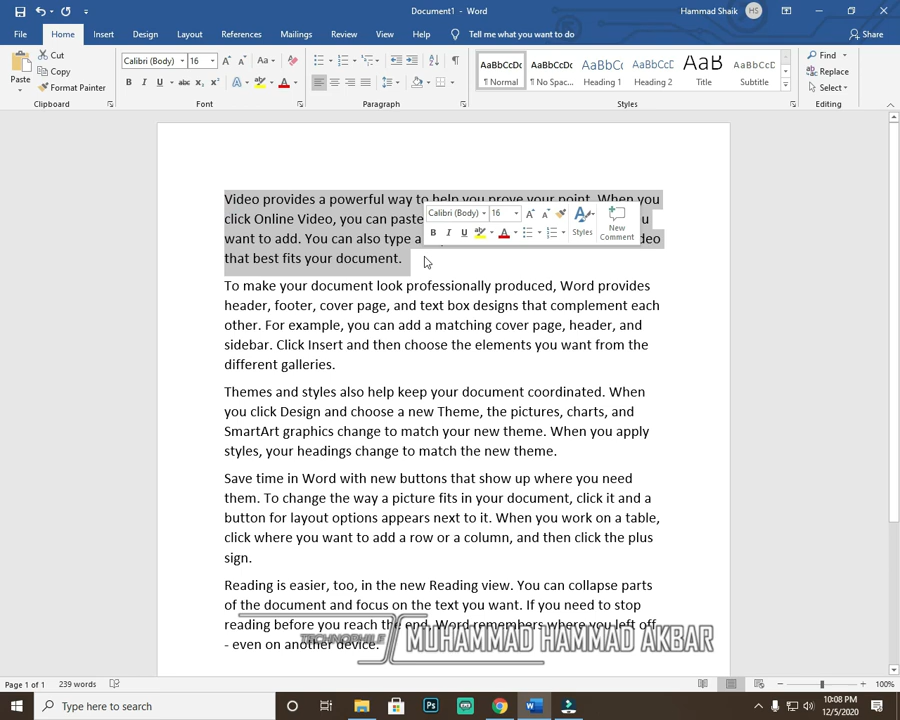 Document1 - Word
Hammad Shaik
HS
File Home Insert Design Layout References Mailings Review View Help Tell me what you want to do
Share
Cut
Copy
Format Painter
Paste
Calibri (Body) 16
AaBbCcDc AaBbCcDc AaBbCc AaBbCcD AaB AaBbCcD
¶ Normal ¶ No Spac... Heading 1 Heading 2 Title Subtitle
Find
Replace
Select
Clipboard Font Paragraph Styles Editing
Video provides a powerful way to help you prove your point. When you
click Online Video, you can paste
want to add. You can also type a
that best fits your document.
Calibri (Body) 16
Styles
New
Comment
To make your document look professionally produced, Word provides
header, footer, cover page, and text box designs that complement each
other. For example, you can add a matching cover page, header, and
sidebar. Click Insert and then choose the elements you want from the
different galleries.
Themes and styles also help keep your document coordinated. When
you click Design and choose a new Theme, the pictures, charts, and
SmartArt graphics change to match your new theme. When you apply
styles, your headings change to match the new theme.
Save time in Word with new buttons that show up where you need
them. To change the way a picture fits in your document, click it and a
button for layout options appears next to it. When you work on a table,
click where you want to add a row or a column, and then click the plus
sign.
Reading is easier, too, in the new Reading view. You can collapse parts
of the document and focus on the text you want. If you need to stop
reading before you reach the end, Word remembers where you left off
- even on another device.
TECHNOPHILE MUHAMMAD HAMMAD AKBAR
Page 1 of 1 239 words
100%
Type here to search
10:08 PM
12/5/2020